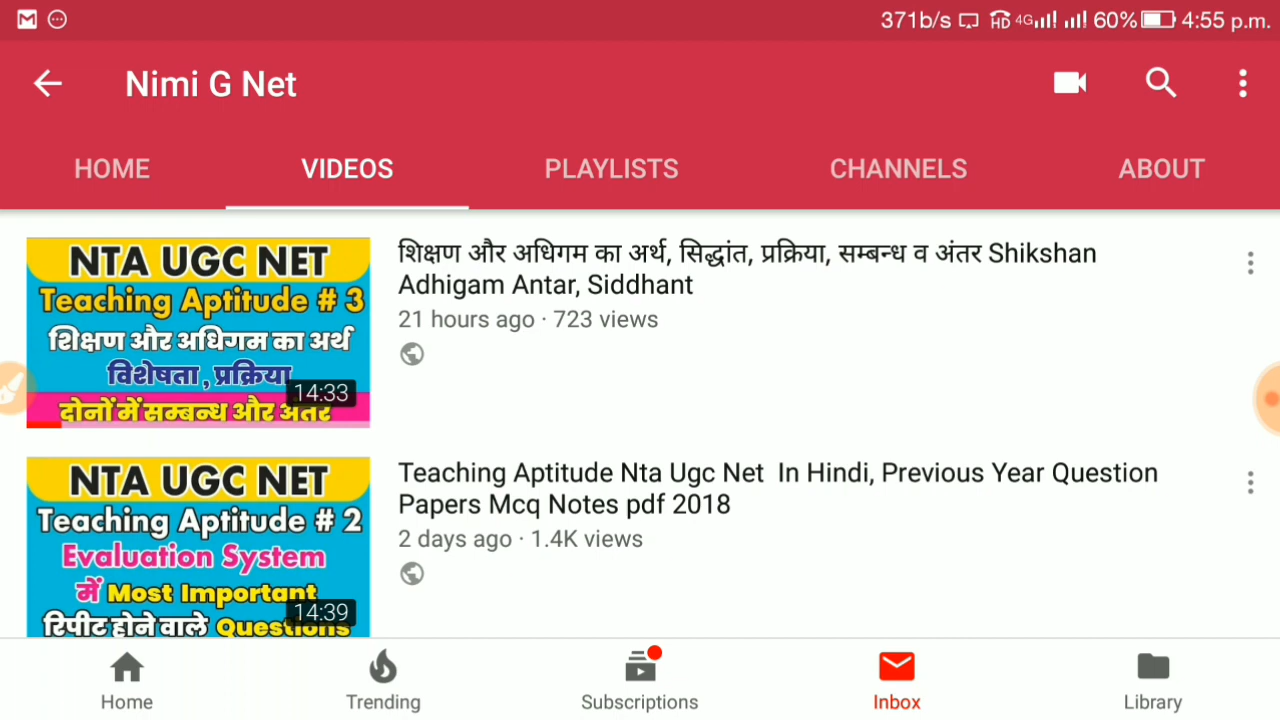 371b/s HD 4G 60% 4:55 p.m.
Nimi G Net
HOME VIDEOS PLAYLISTS CHANNELS ABOUT
NTA UGC NET
Teaching Aptitude # 3
शिक्षण और अधिगम का अर्थ
विशेषता , प्रक्रिया
14:33
दोनों में सम्बन्ध और अंतर
शिक्षण और अधिगम का अर्थ, सिद्धांत, प्रक्रिया, सम्बन्ध व अंतर Shikshan
Adhigam Antar, Siddhant
21 hours ago · 723 views
NTA UGC NET
Teaching Aptitude # 2
Evaluation System
में Most Important
14:39
रिपीट होने वाले Questions
Teaching Aptitude Nta Ugc Net In Hindi, Previous Year Question
Papers Mcq Notes pdf 2018
2 days ago · 1.4K views
Home Trending Subscriptions Inbox Library